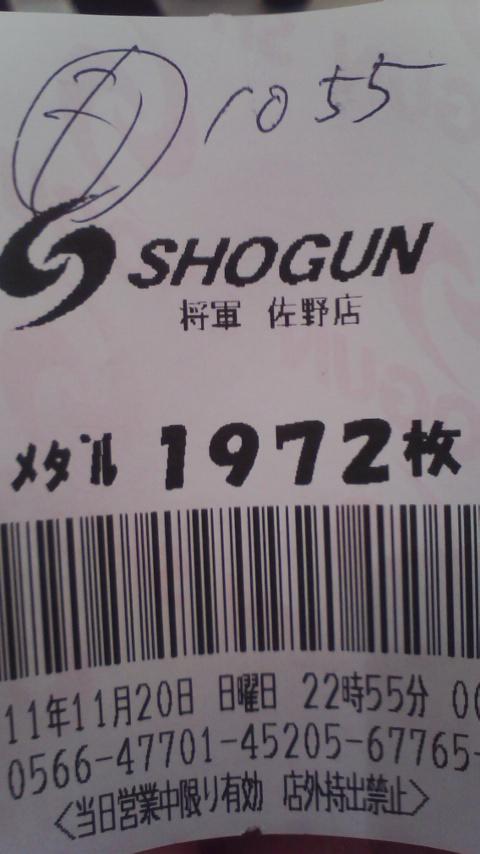 1055
SHOGUN
将軍 佐野店
メダル 1972枚
11年11月20日 日曜日 22時55分 00
0566-47701-45205-67765-
<当日営業中限り有効 店外持出禁止>